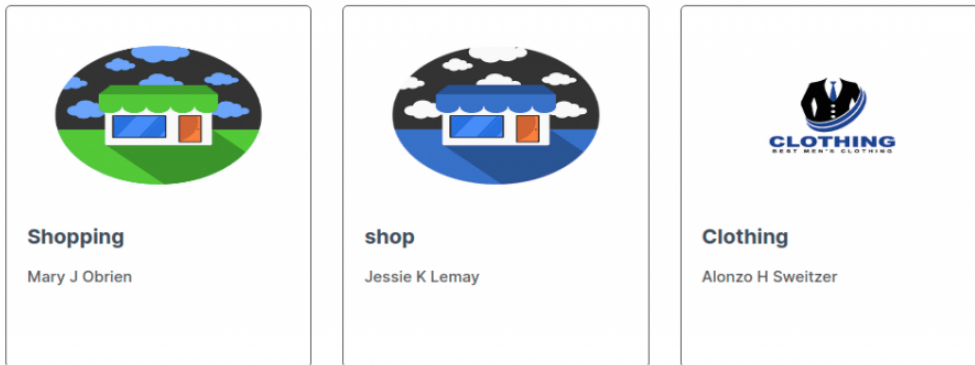 CLOTHING
BEST MEN'S CLOTHING
Shopping
Mary J Obrien
shop
Jessie K Lemay
Clothing
Alonzo H Sweitzer